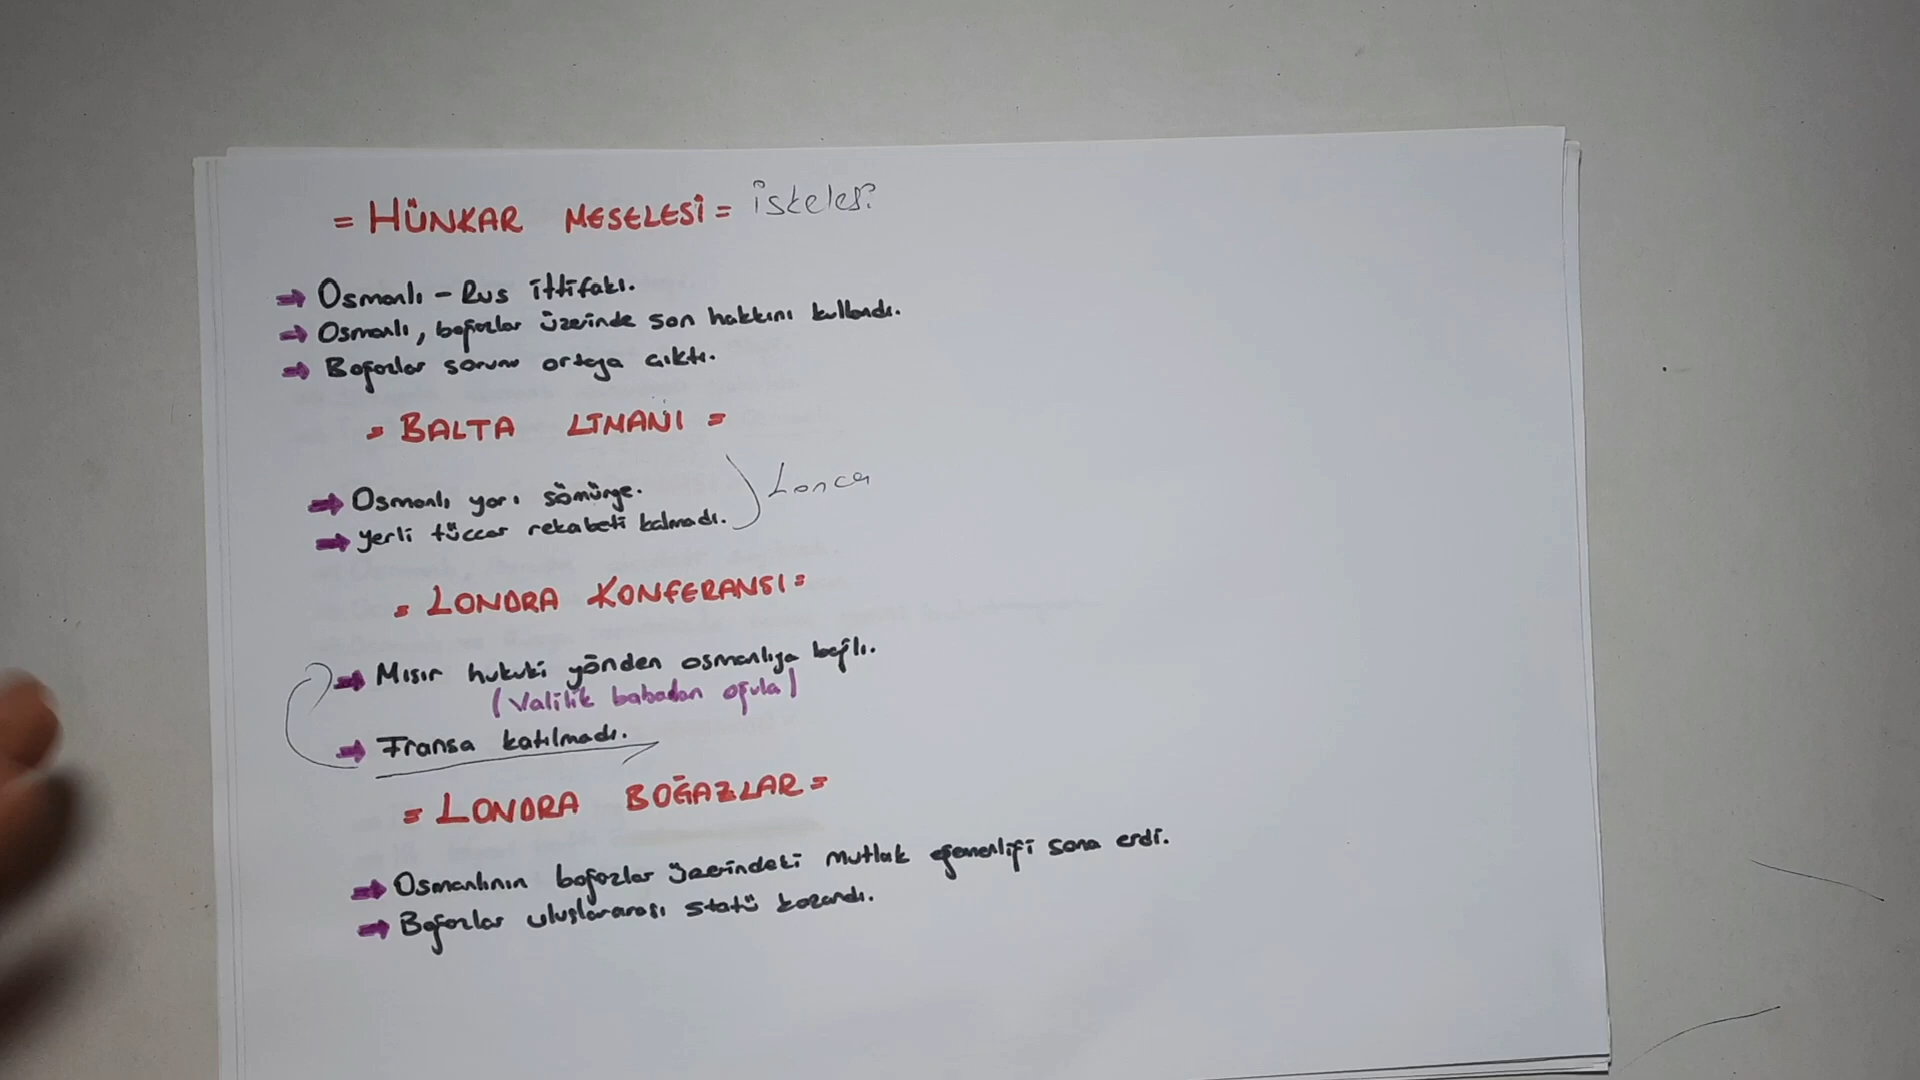 = HÜNKAR MESELESİ = İskelesi
⇒ Osmanlı - Rus ittifakı.
⇒ Osmanlı, boğazlar üzerinde son hakkını kullandı.
⇒ Boğazlar sorunu ortaya çıktı.
= BALTA LİMANI =
⇒ Osmanlı yarı sömürge.
⇒ Yerli tüccar rekabeti kalmadı. Lonca
= LONDRA KONFERANSI =
⇒ Mısır hukuki yönden osmanlıya bağlı.
(Valilik babadan oğula)
⇒ Fransa katılmadı.
= LONDRA BOĞAZLAR =
⇒ Osmanlının boğazlar üzerindeki mutlak egemenliği sona erdi.
⇒ Boğazlar uluslararası statü kazandı.